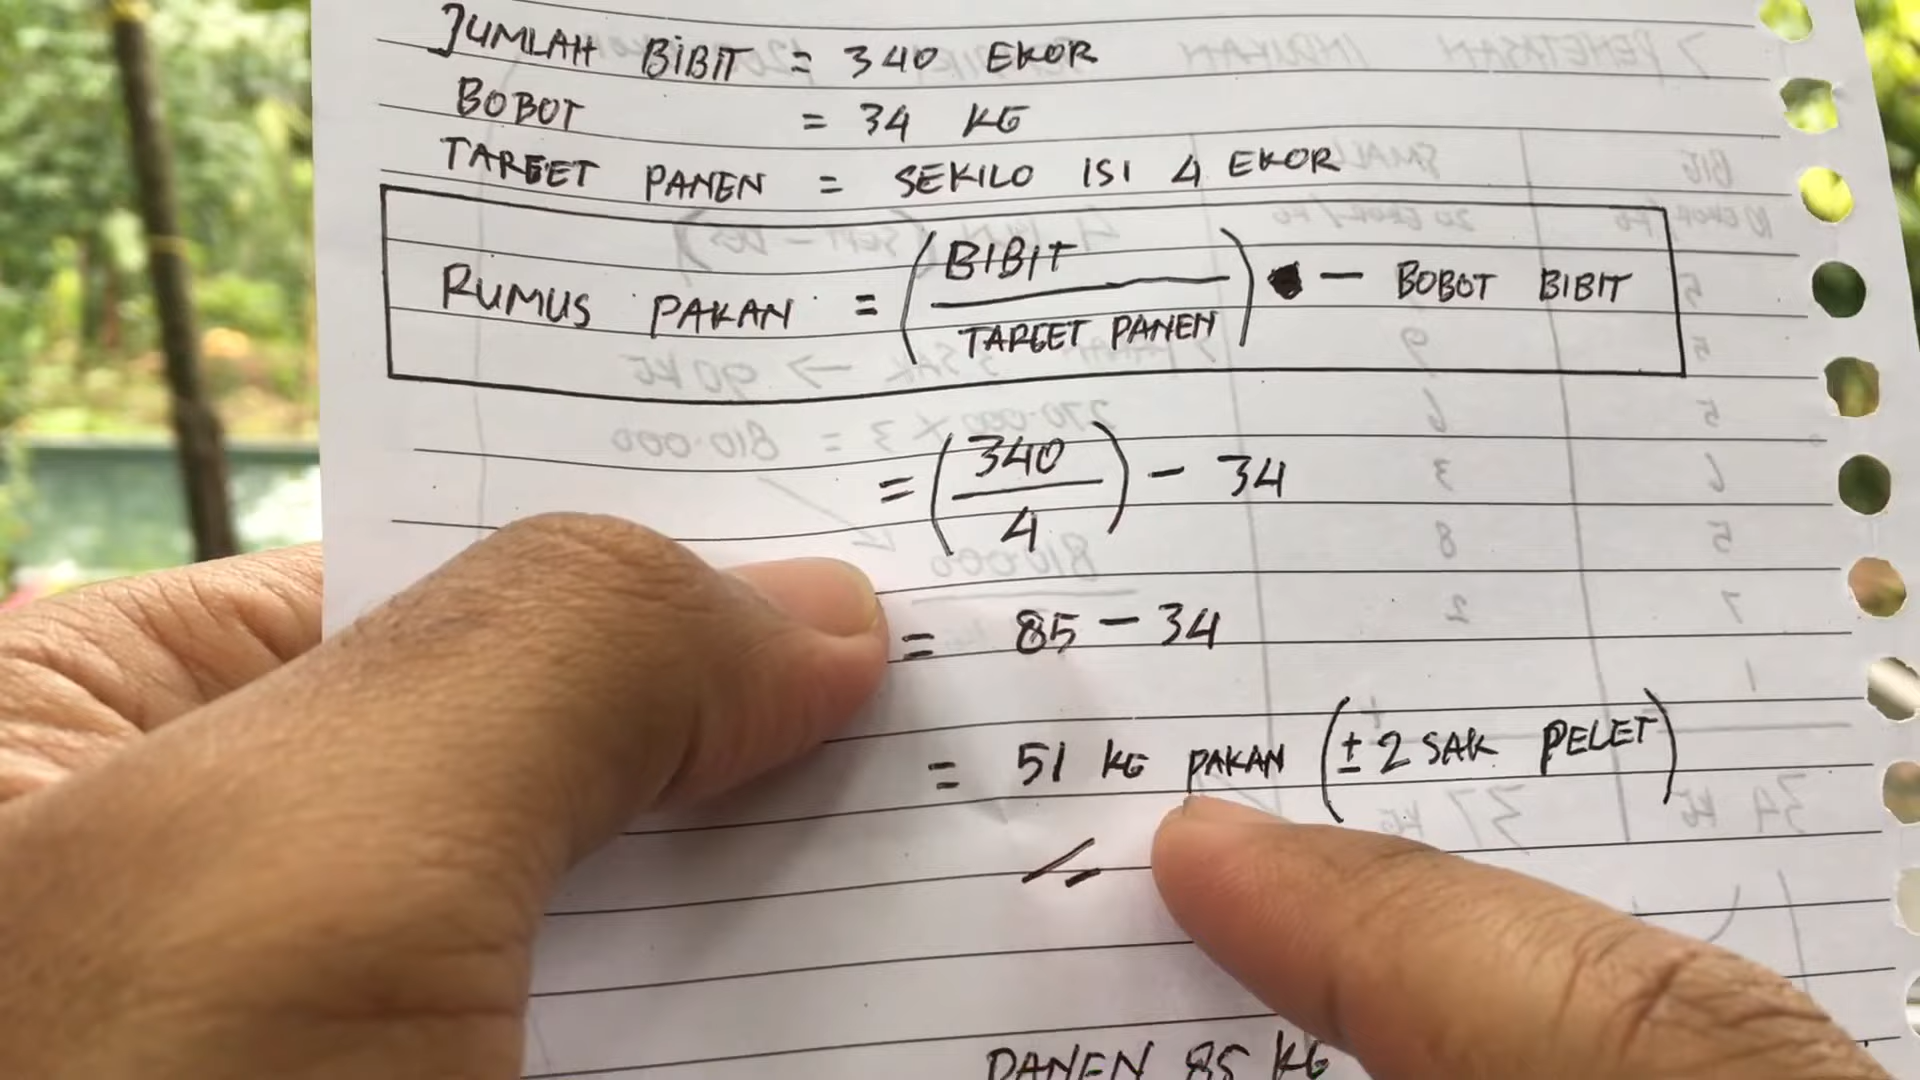 JUMLAH BIBIT = 340 EKOR
BOBOT = 34 KG
TARGET PANEN = SEKILO ISI 4 EKOR
RUMUS PAKAN = (BIBIT / TARGET PANEN) - BOBOT BIBIT
= (340 / 4) - 34
= 85 - 34
= 51 KG PAKAN (± 2 SAK PELET)
PANEN 85 KG